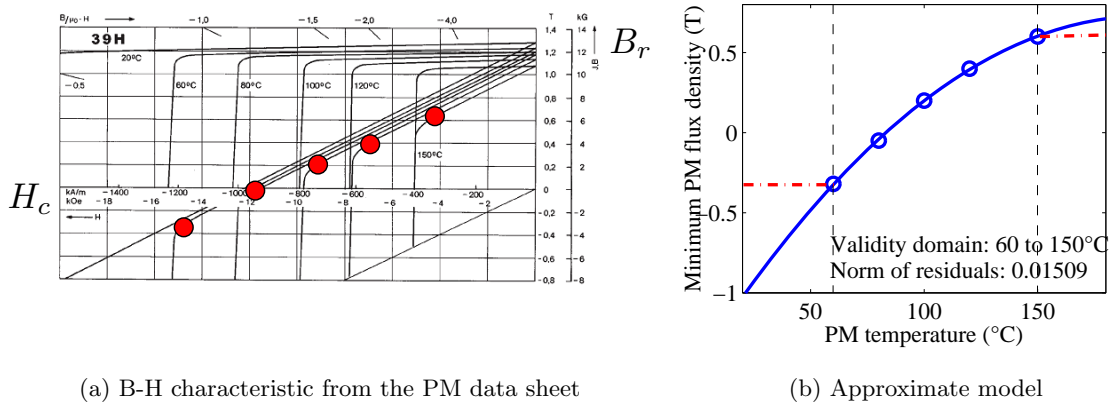 B/μ₀·H → −1,0 −1,5 −2,0 −4,0 T kG
39H
20ºC
60ºC 80ºC 100ºC 120ºC
150ºC
−0.5
1,4 14
1,2 12
1,0 10
0,8 8
0,6 6
0,4 4
0,2 2
0 0
−0,2 −2
−0,4 −4
−0,6 −6
−0,8 −8
J,B
B_r
H_c
kA/m −1400 −1200 −1000 −800 −600 −400 −200
kOe −18 −16 −14 −12 −10 −8 −6 −4 −2
← H
(a) B-H characteristic from the PM data sheet
Minimum PM flux density (T)
0.5
0
−0.5
−1
Validity domain: 60 to 150°C
Norm of residuals: 0.01509
50 100 150
PM temperature (°C)
(b) Approximate model